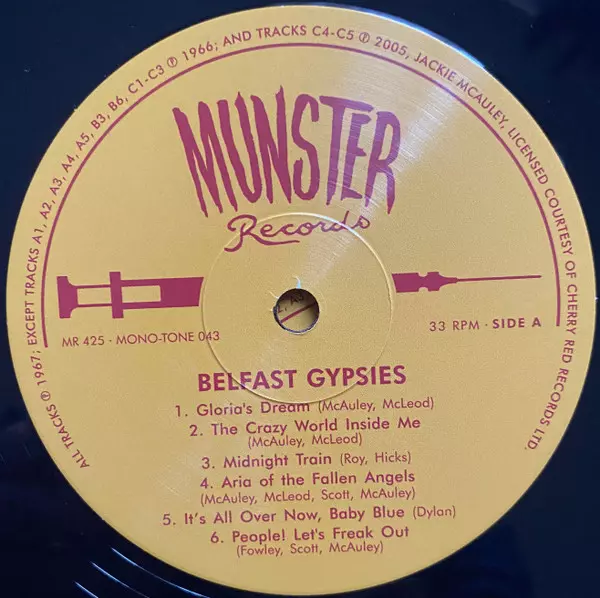 ALL TRACKS ℗ 1967; EXCEPT TRACKS A1, A2, A3, A4, A5, B3, B6, C1-C3 ℗ 1966; AND TRACKS C4-C5 ℗ 2005, JACKIE MCAULEY, LICENSED COURTESY OF CHERRY RED RECORDS LTD.
MUNSTER
Records
MR 425 · MONO-TONE 043
33 RPM · SIDE A
BELFAST GYPSIES
1. Gloria's Dream (McAuley, McLeod)
2. The Crazy World Inside Me
(McAuley, McLeod)
3. Midnight Train (Roy, Hicks)
4. Aria of the Fallen Angels
(McAuley, McLeod, Scott, McAuley)
5. It's All Over Now, Baby Blue (Dylan)
6. People! Let's Freak Out
(Fowley, Scott, McAuley)